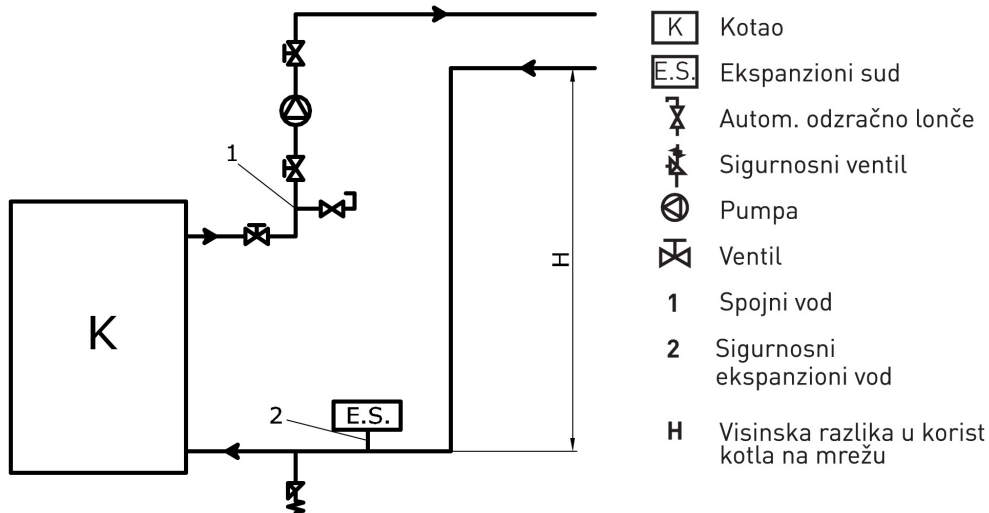 1
K
2
E.S.
H
K Kotao
E.S. Ekspanzioni sud
Autom. odzračno lonče
Sigurnosni ventil
Pumpa
Ventil
1 Spojni vod
2 Sigurnosni
ekspanzioni vod
H Visinska razlika u korist
kotla na mrežu